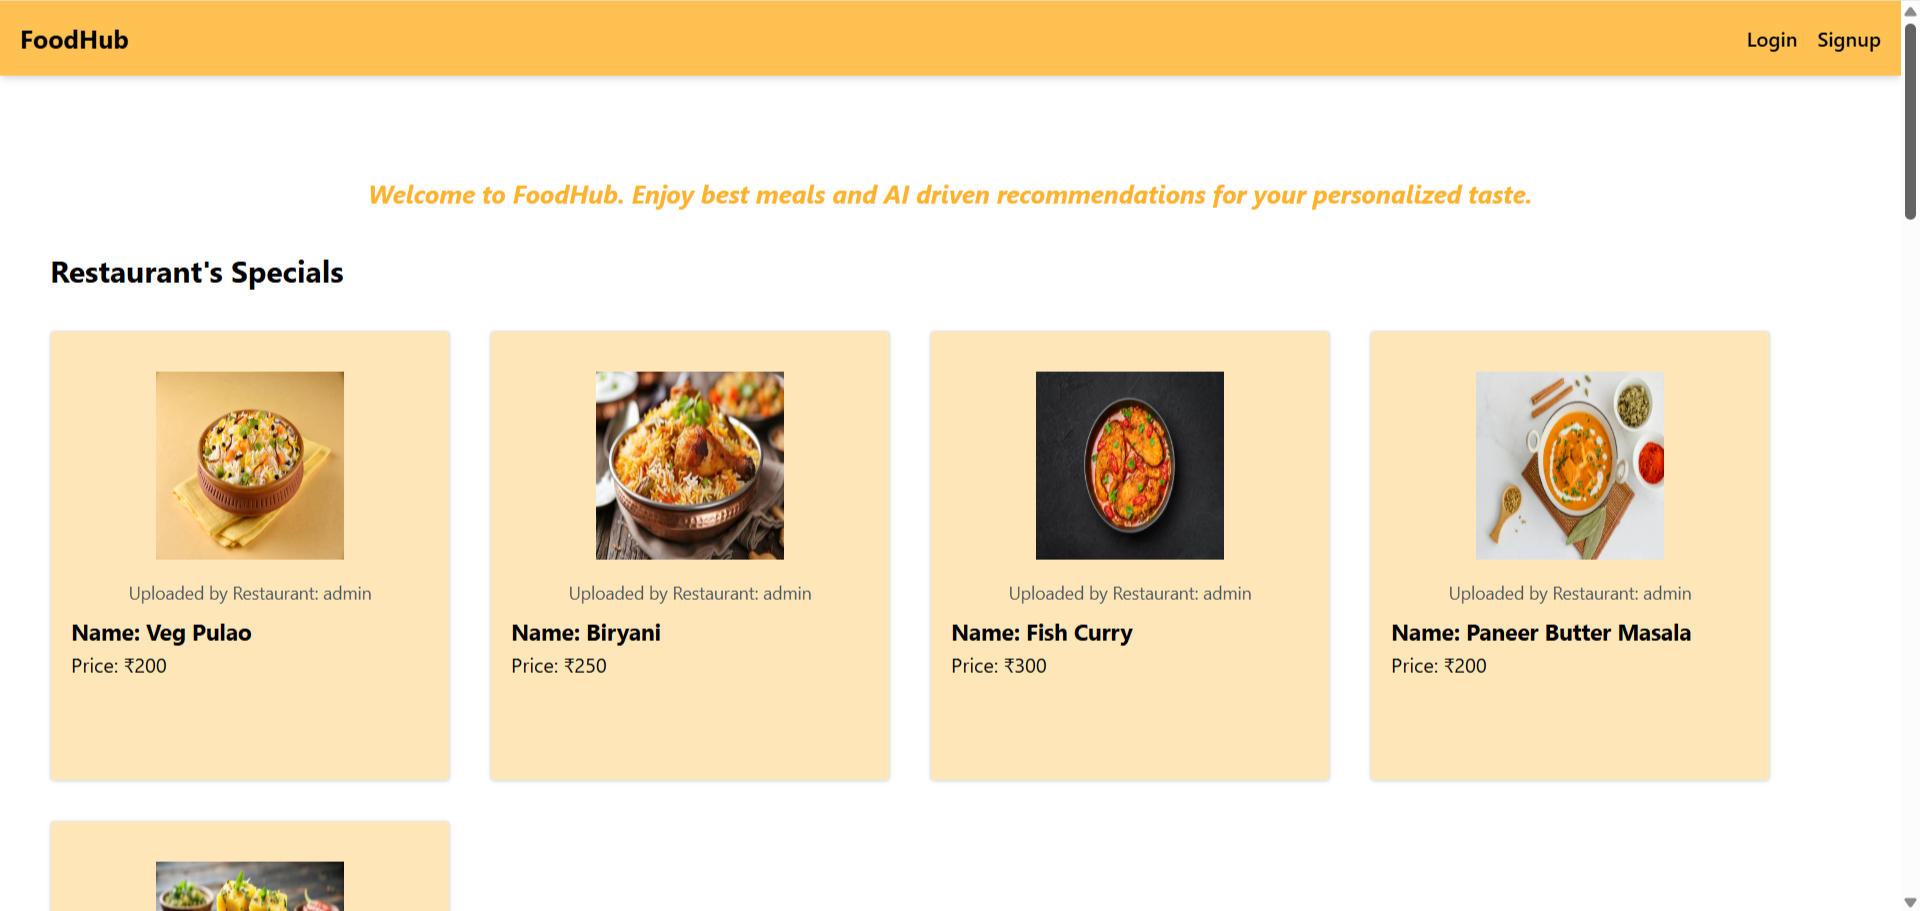 FoodHub
Login Signup
Welcome to FoodHub. Enjoy best meals and AI driven recommendations for your personalized taste.
Restaurant's Specials
Uploaded by Restaurant: admin
Name: Veg Pulao
Price: ₹200
Uploaded by Restaurant: admin
Name: Biryani
Price: ₹250
Uploaded by Restaurant: admin
Name: Fish Curry
Price: ₹300
Uploaded by Restaurant: admin
Name: Paneer Butter Masala
Price: ₹200